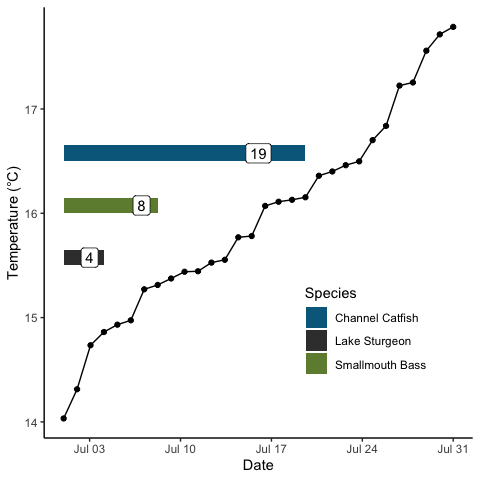 17
19
16
8
4
Species
Channel Catfish
15
Lake Sturgeon
Smallmouth Bass
14
Temperature (°C)
Jul 03 Jul 10 Jul 17 Jul 24 Jul 31
Date